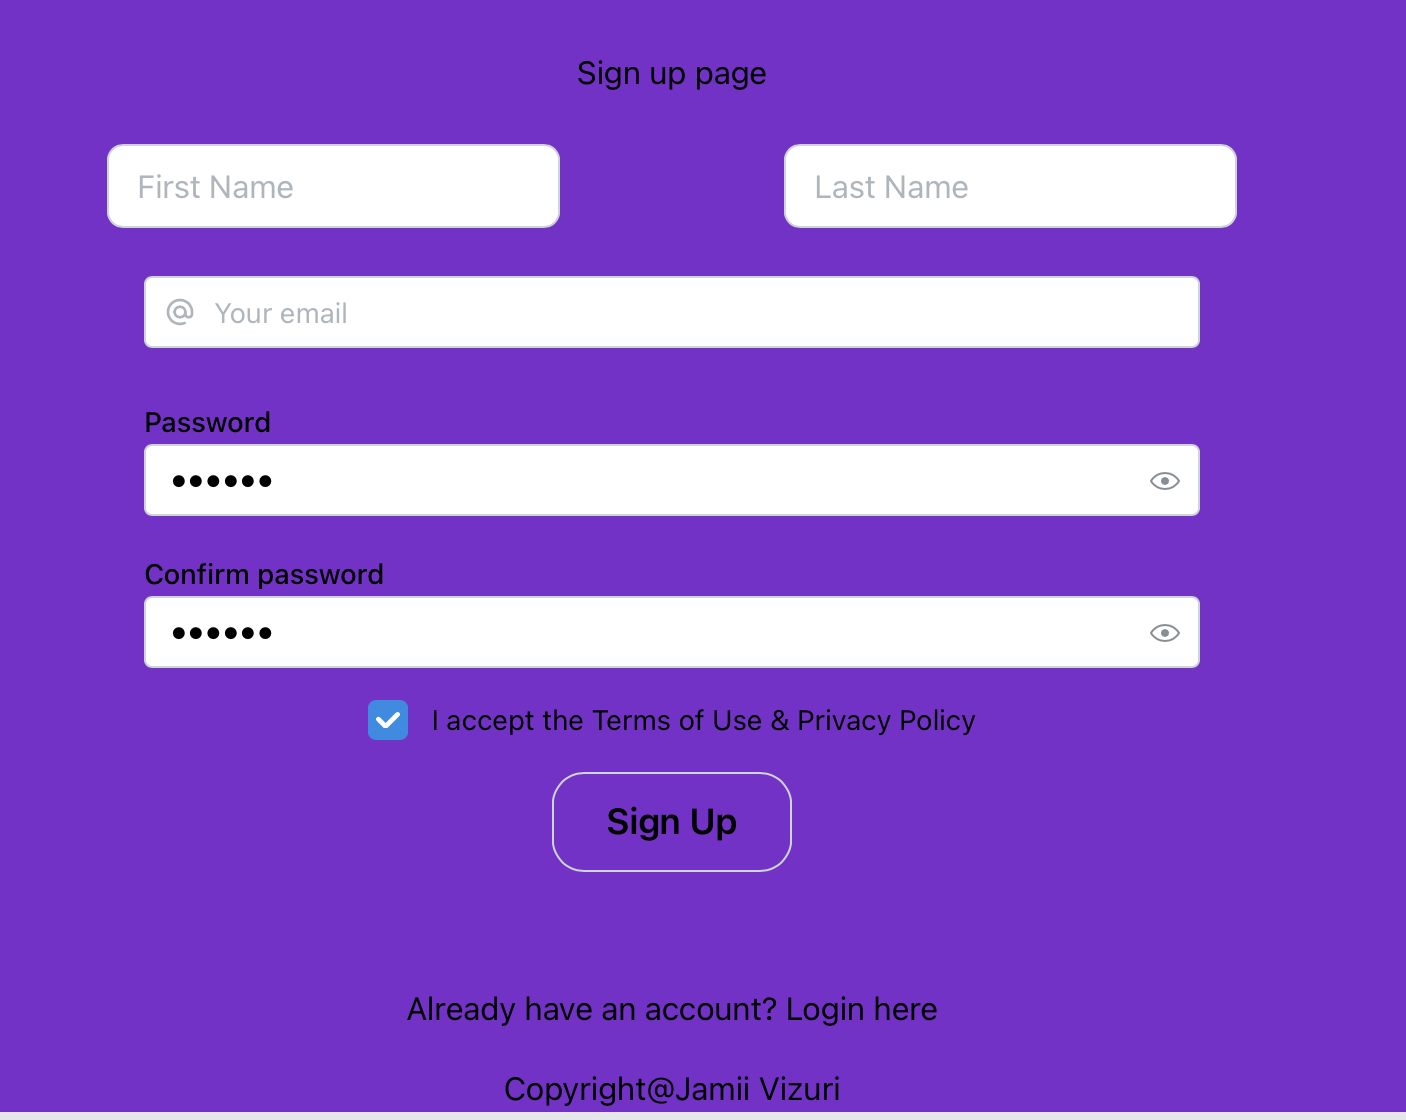 Sign up page
First Name Last Name
@ Your email
Password
••••••
Confirm password
••••••
I accept the Terms of Use & Privacy Policy
Sign Up
Already have an account? Login here
Copyright@Jamii Vizuri